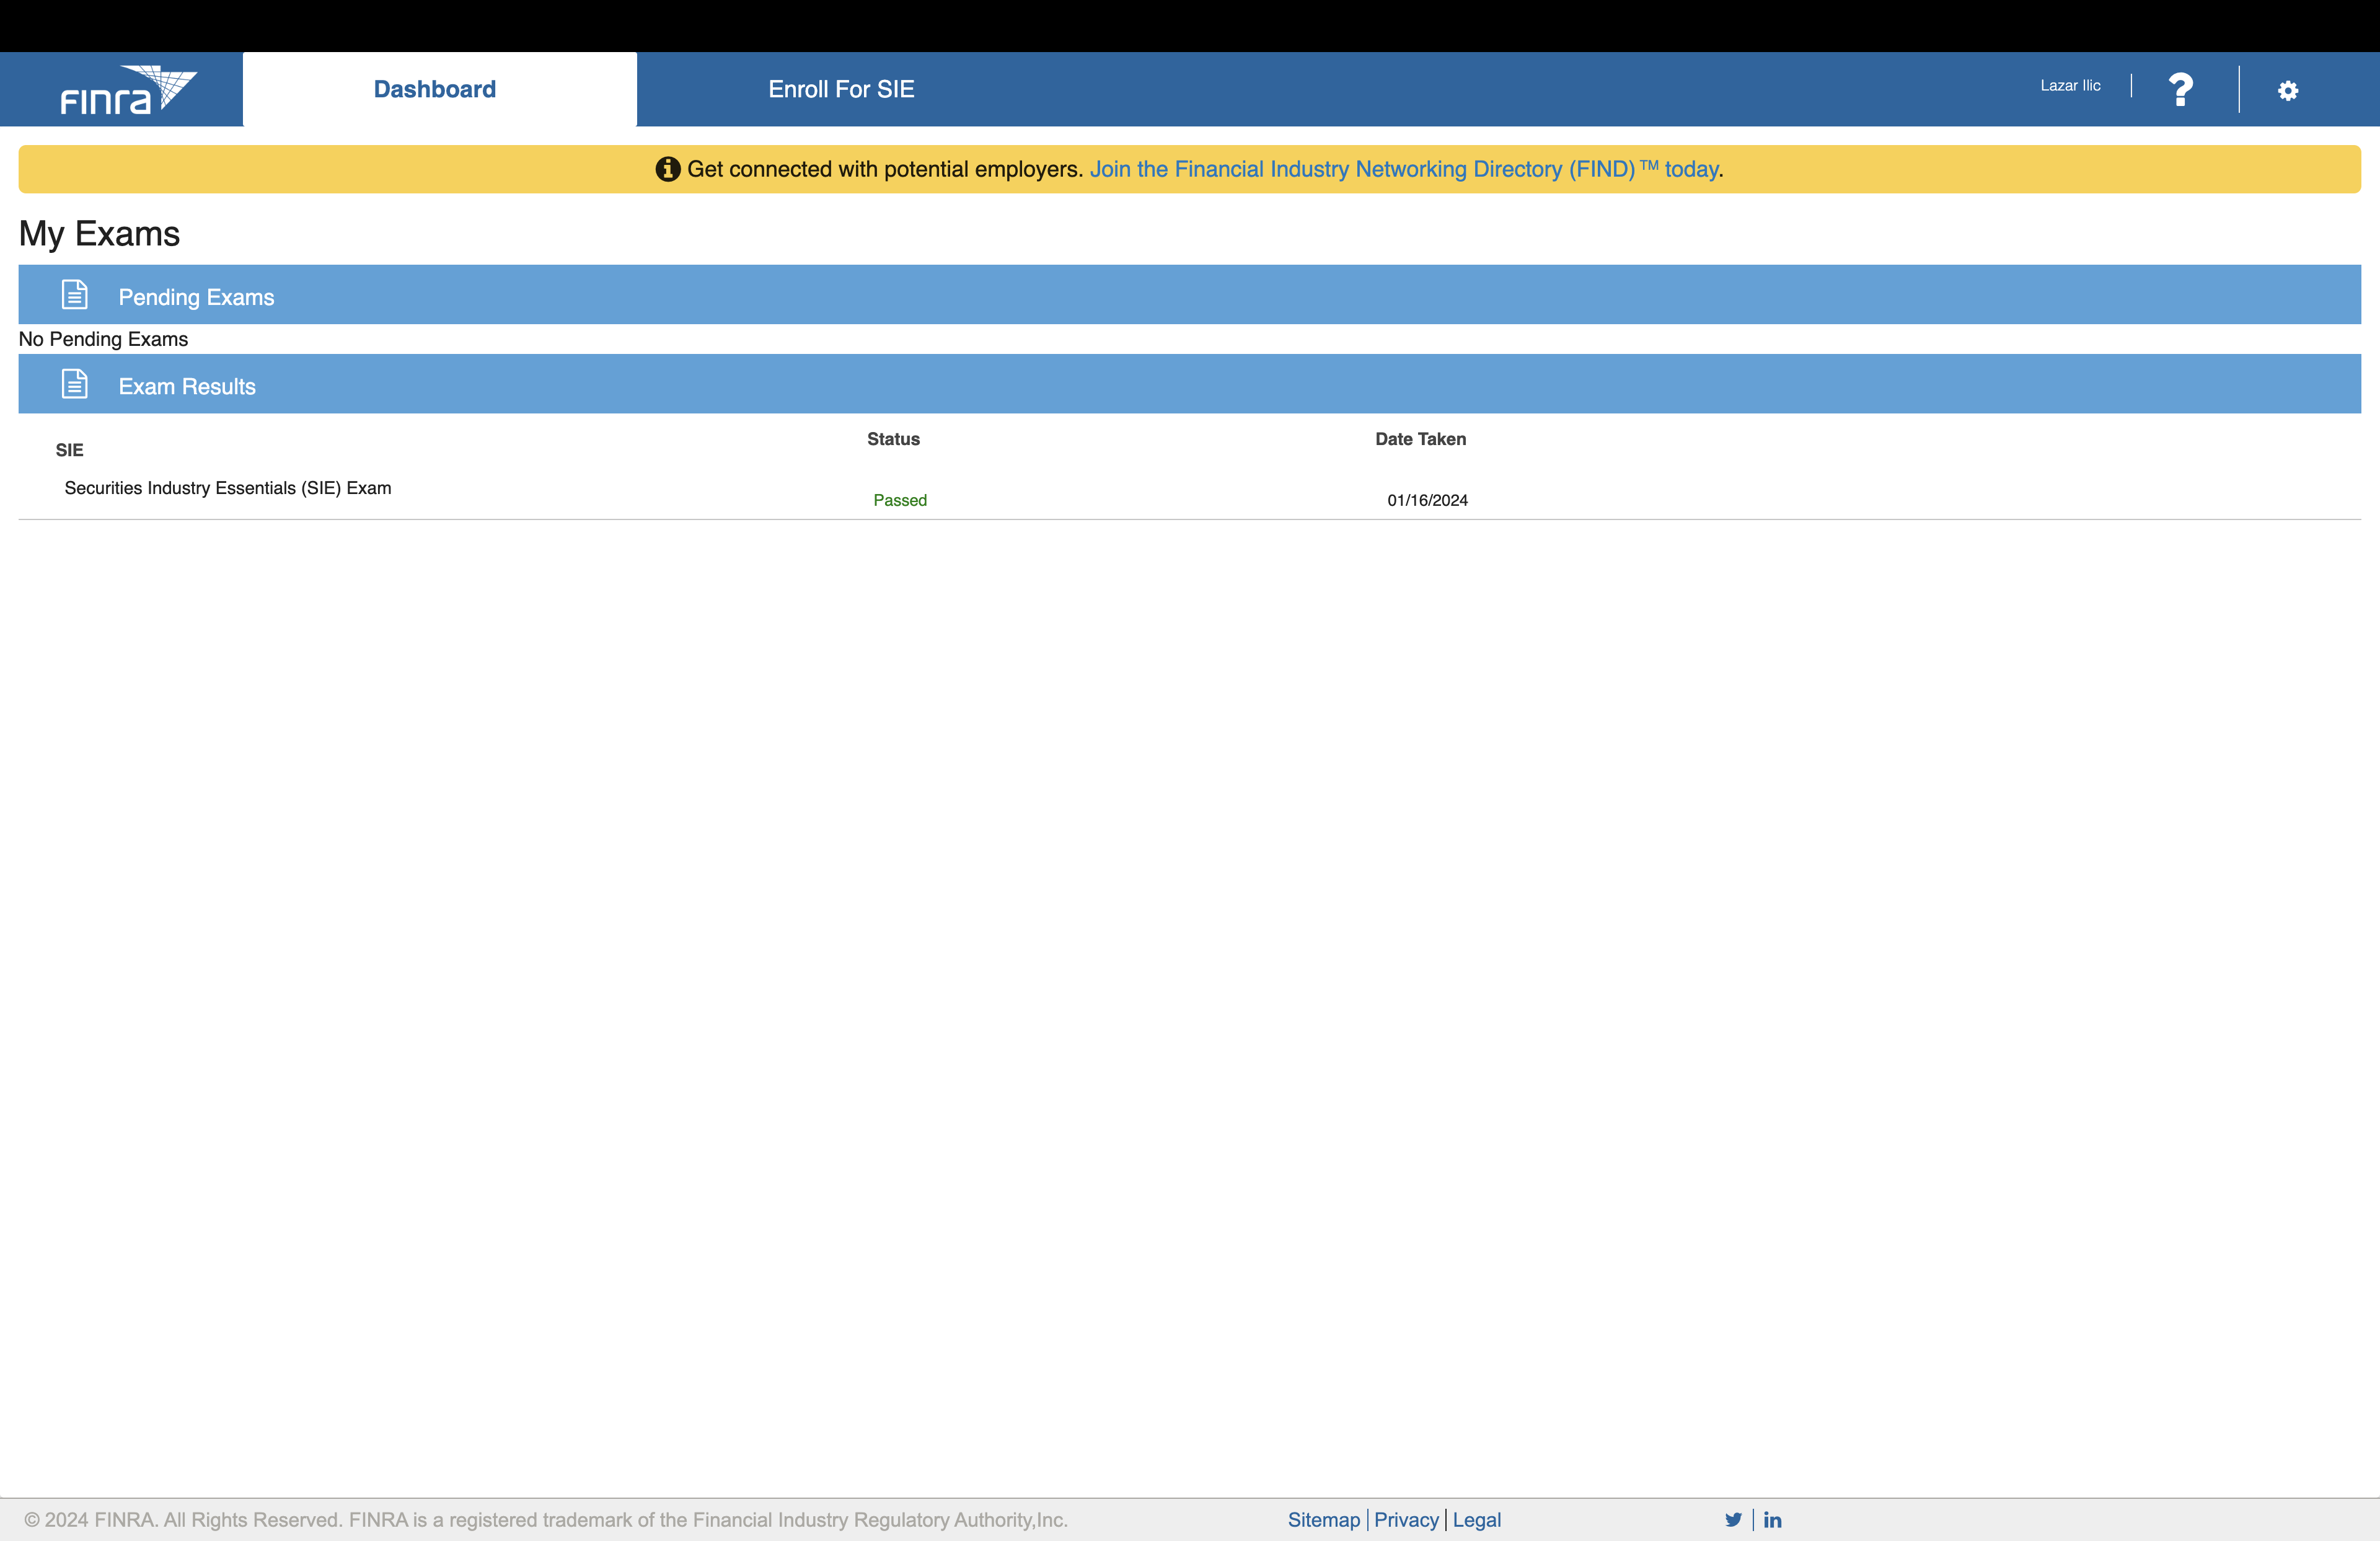 finra
Dashboard
Enroll For SIE
Lazar Ilic
?
Get connected with potential employers. Join the Financial Industry Networking Directory (FIND)™ today.
My Exams
Pending Exams
No Pending Exams
Exam Results
SIE
Status
Date Taken
Securities Industry Essentials (SIE) Exam
Passed
01/16/2024
© 2024 FINRA. All Rights Reserved. FINRA is a registered trademark of the Financial Industry Regulatory Authority,Inc.
Sitemap | Privacy | Legal
in